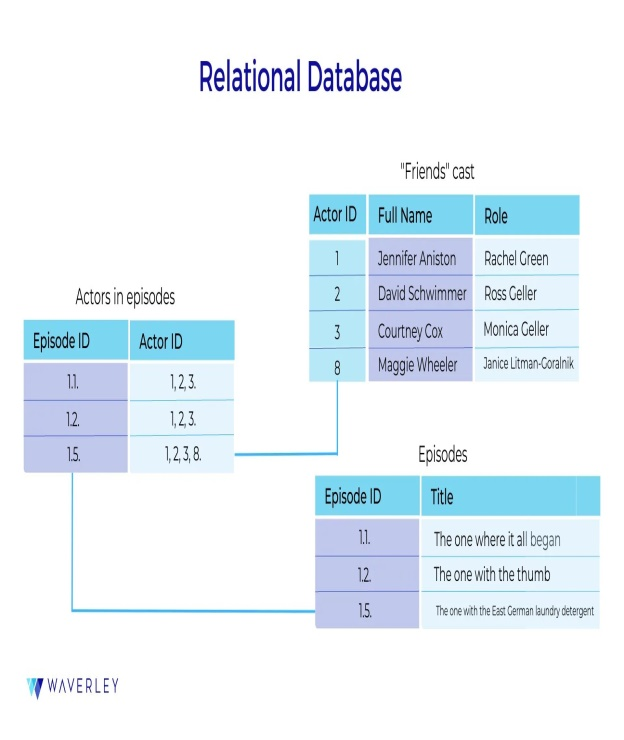 Relational Database
"Friends" cast
Actor ID Full Name Role
1 Jennifer Aniston Rachel Green
2 David Schwimmer Ross Geller
3 Courtney Cox Monica Geller
8 Maggie Wheeler Janice Litman-Goralnik
Actors in episodes
Episode ID Actor ID
1.1. 1, 2, 3.
1.2. 1, 2, 3.
1.5. 1, 2, 3, 8.
Episodes
Episode ID Title
1.1. The one where it all began
1.2. The one with the thumb
1.5. The one with the East German laundry detergent
WAVERLEY